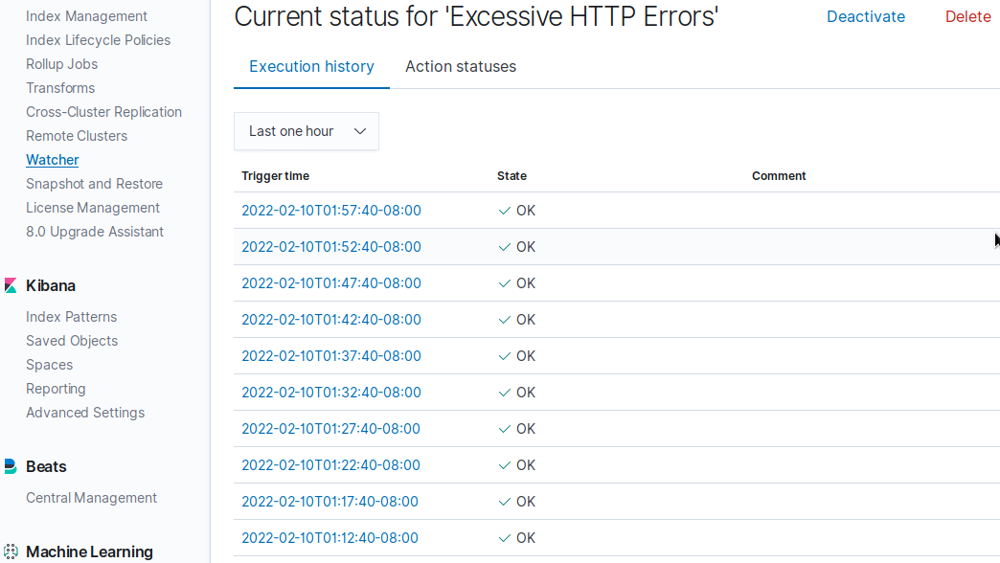 Index Management
Index Lifecycle Policies
Rollup Jobs
Transforms
Cross-Cluster Replication
Remote Clusters
Watcher
Snapshot and Restore
License Management
8.0 Upgrade Assistant
Kibana
Index Patterns
Saved Objects
Spaces
Reporting
Advanced Settings
Beats
Central Management
Machine Learning
Current status for 'Excessive HTTP Errors'
Deactivate Delete
Execution history Action statuses
Last one hour
Trigger time State Comment
2022-02-10T01:57:40-08:00 OK
2022-02-10T01:52:40-08:00 OK
2022-02-10T01:47:40-08:00 OK
2022-02-10T01:42:40-08:00 OK
2022-02-10T01:37:40-08:00 OK
2022-02-10T01:32:40-08:00 OK
2022-02-10T01:27:40-08:00 OK
2022-02-10T01:22:40-08:00 OK
2022-02-10T01:17:40-08:00 OK
2022-02-10T01:12:40-08:00 OK